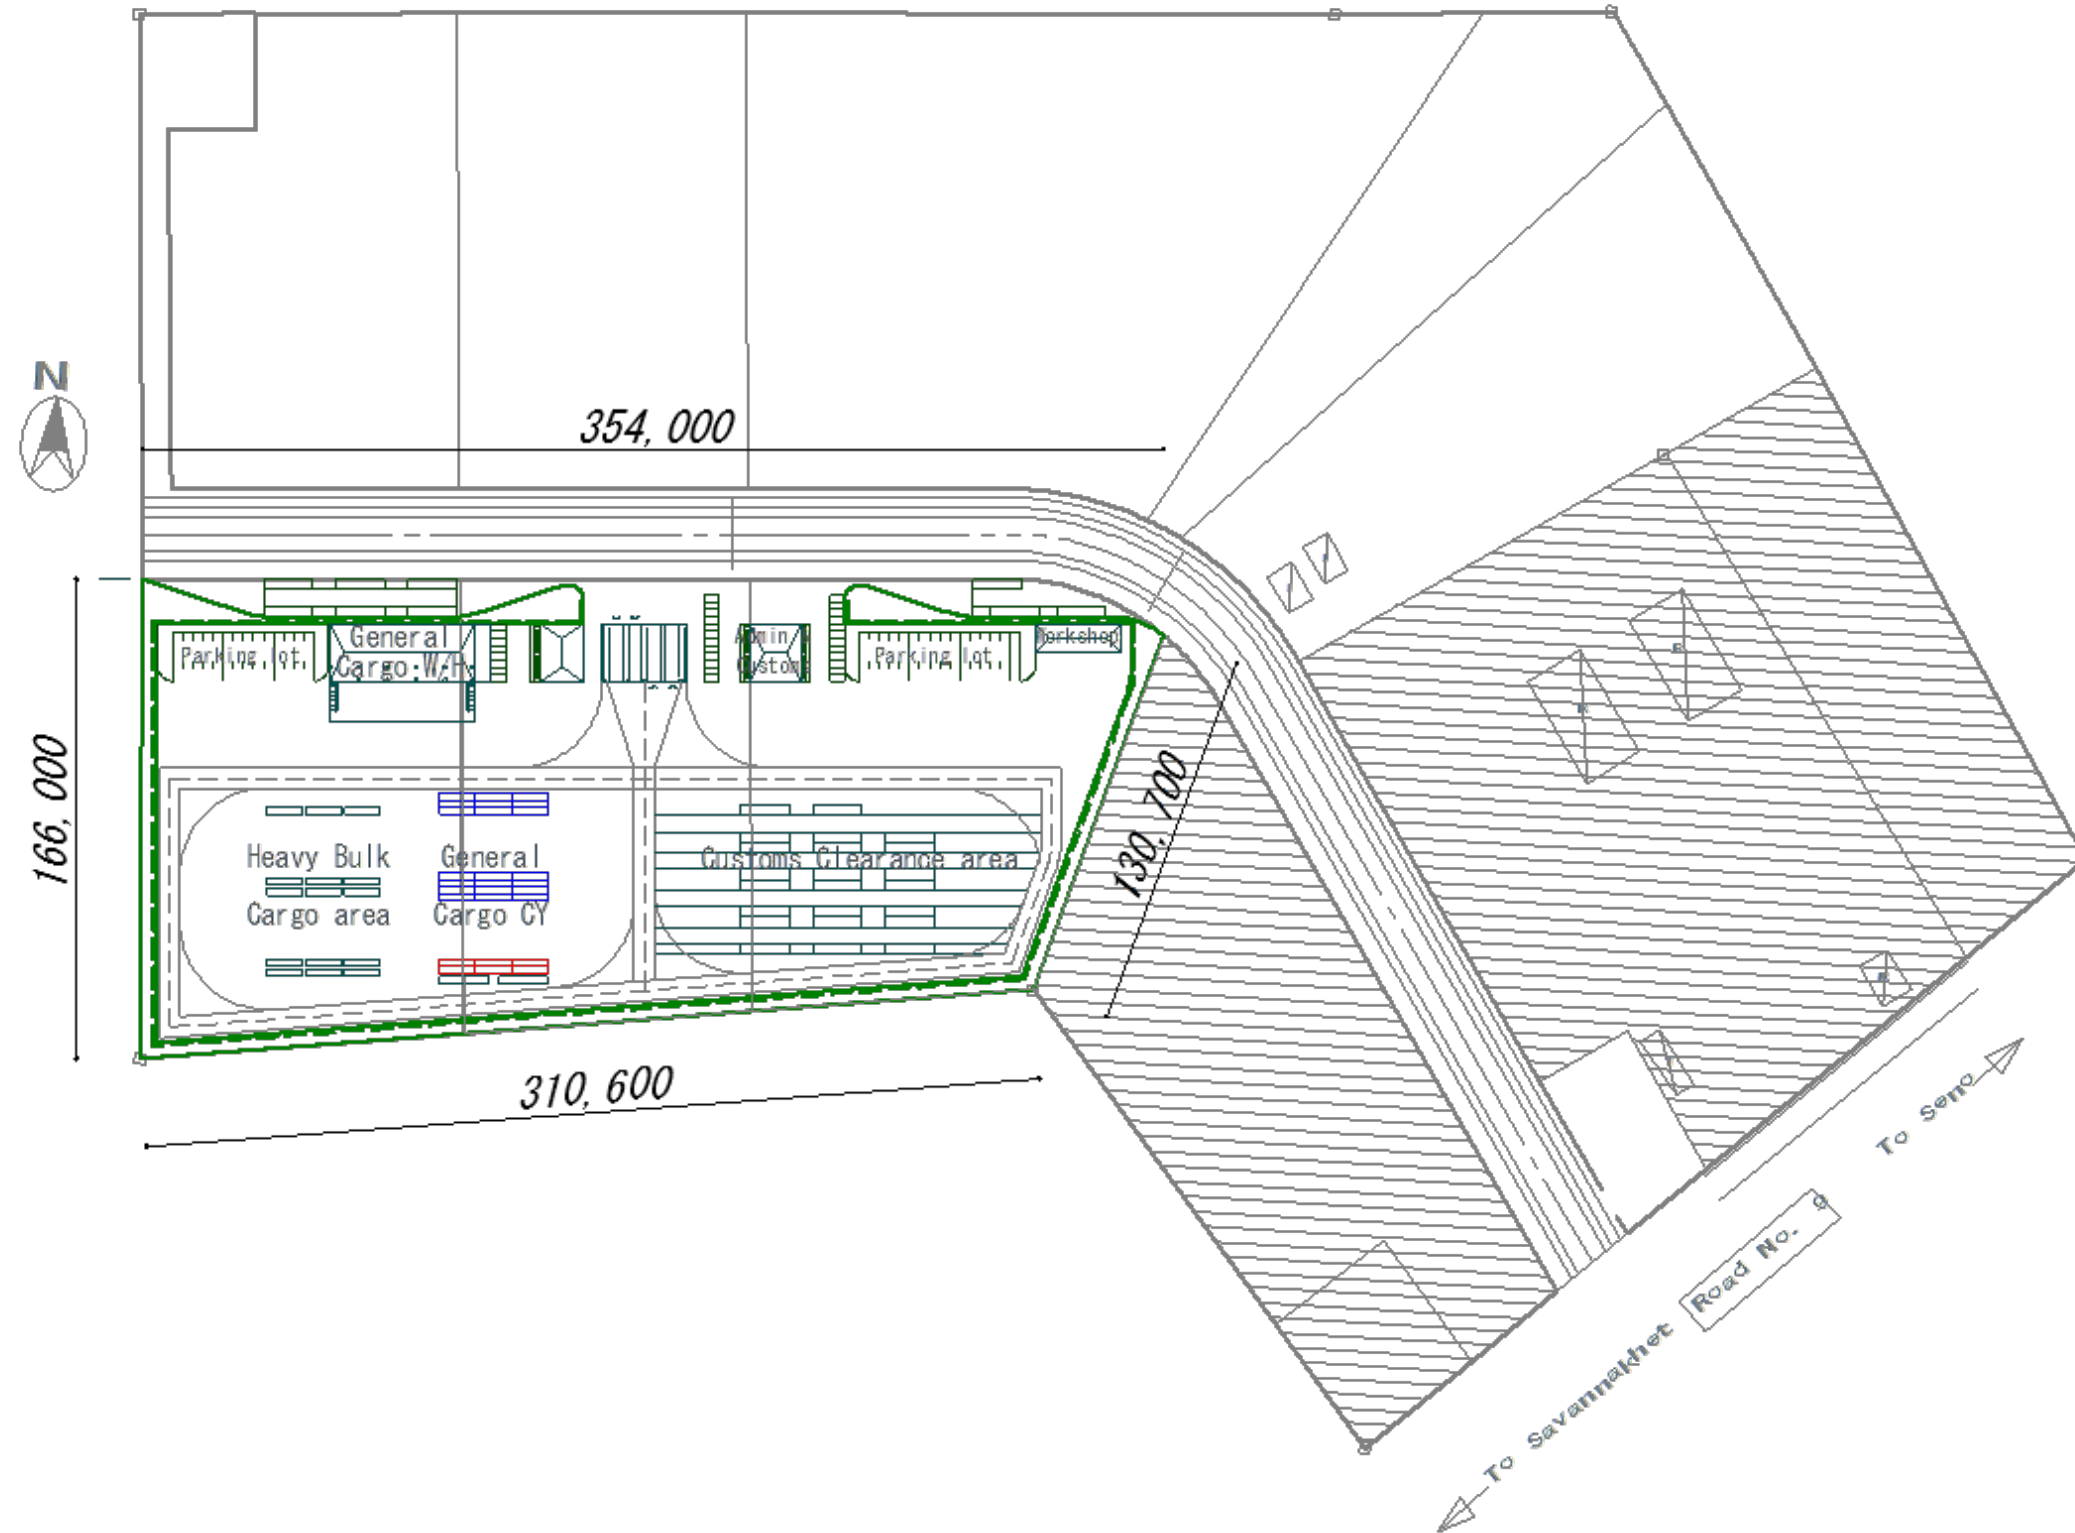 N
354,000
General
Cargo W/H
Parking lot
Admin &
Custom
Parking lot
Workshop
166,000
130,700
Heavy Bulk
Cargo area
General
Cargo CY
Customs Clearance area
310,600
To Seno
Road No. 9
To Savannakhet